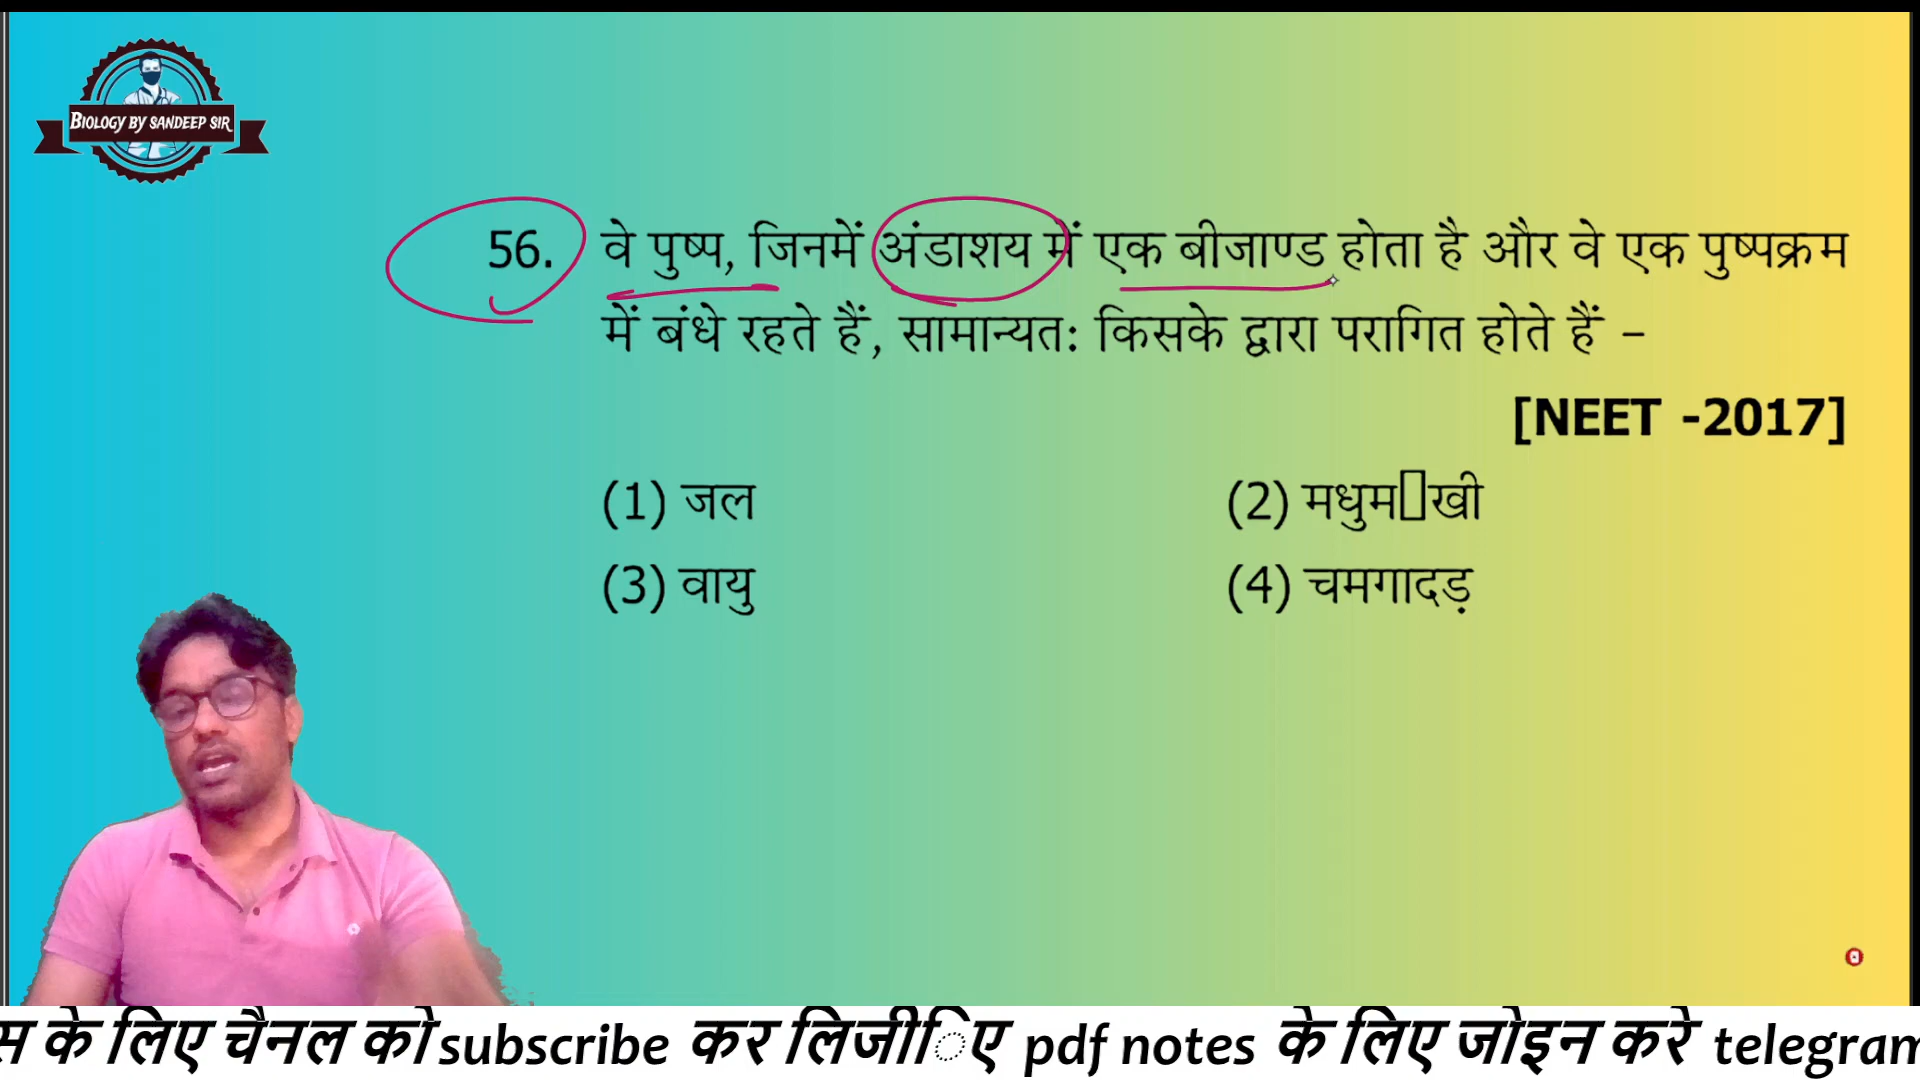 BIOLOGY BY SANDEEP SIR
56. वे पुष्प, जिनमें अंडाशय में एक बीजाण्ड होता है और वे एक पुष्पक्रम
में बंधे रहते हैं, सामान्यत: किसके द्वारा परागित होते हैं –
[NEET -2017]
(1) जल (2) मधुम▯खी
(3) वायु (4) चमगादड़
के लिए चैनल को subscribe कर लिजीिए pdf notes के लिए जोइन करे telegram